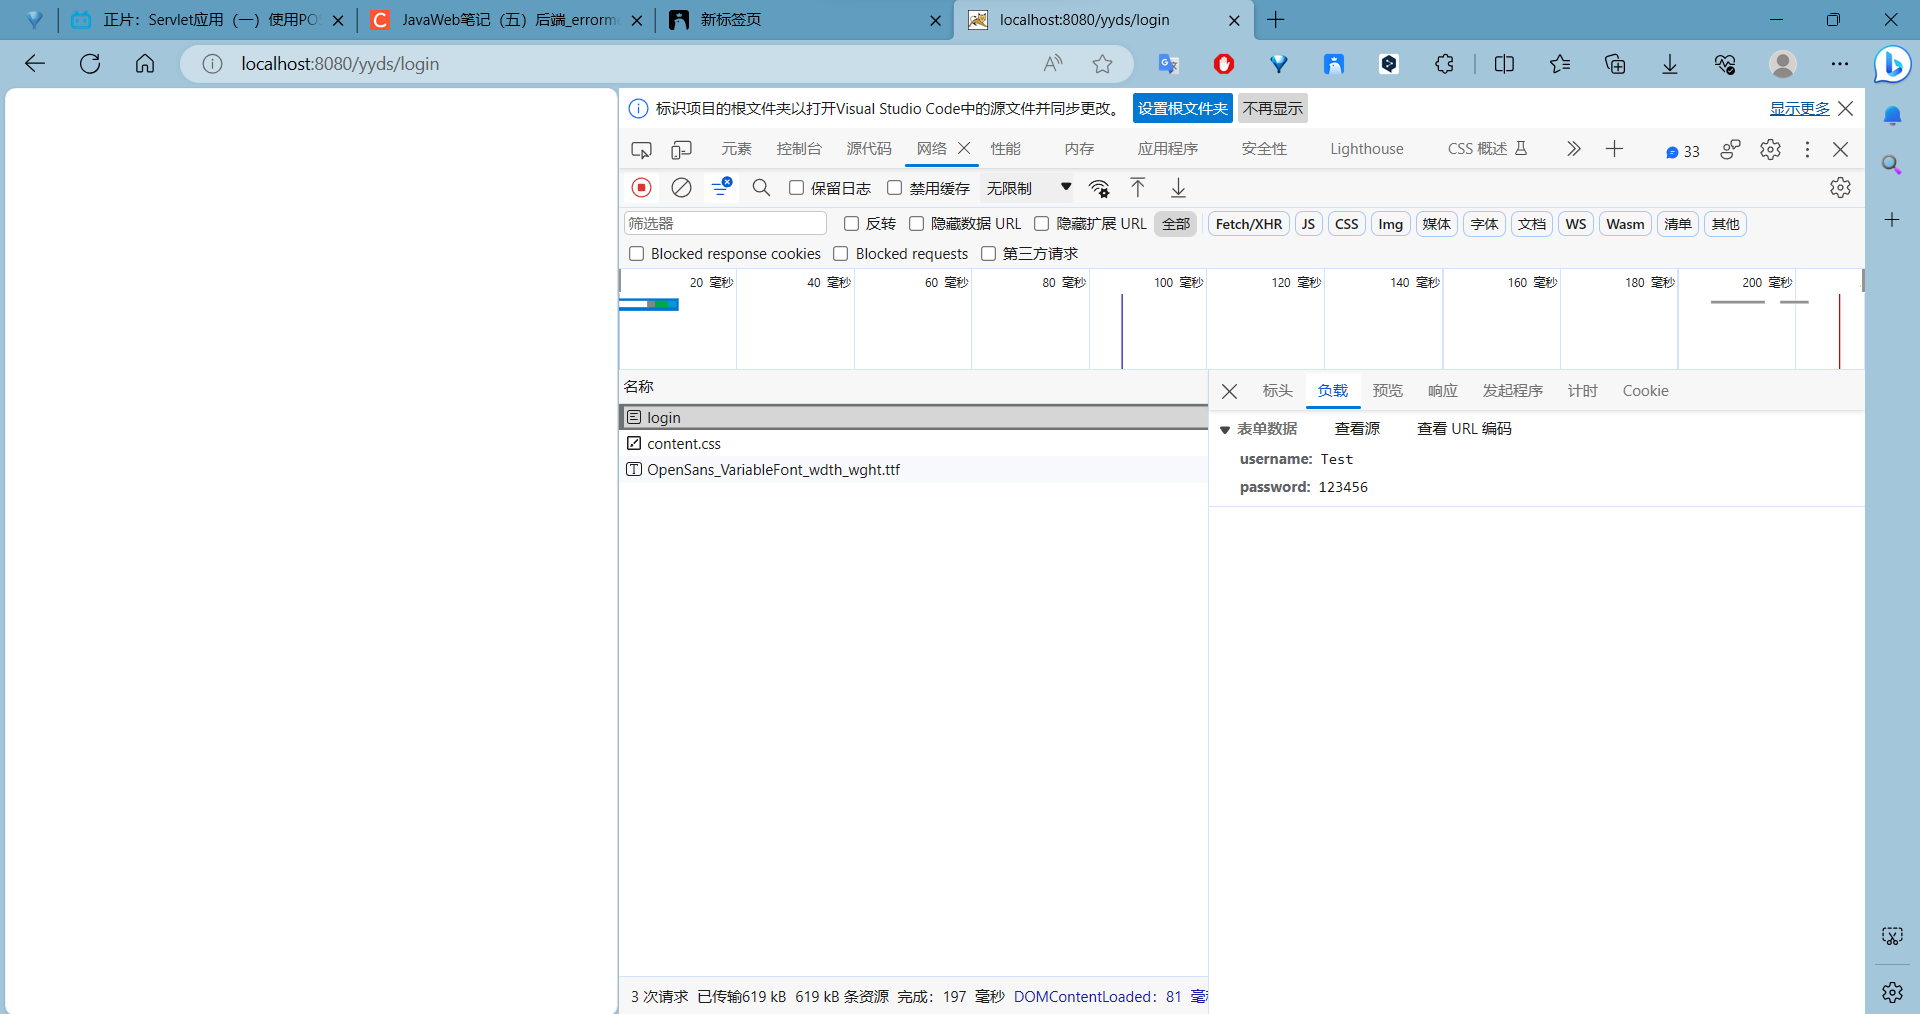 正片：Servlet应用（一）使用PO
JavaWeb笔记（五）后端_errorm
新标签页
localhost:8080/yyds/login
localhost:8080/yyds/login
标识项目的根文件夹以打开Visual Studio Code中的源文件并同步更改。 设置根文件夹 不再显示 显示更多
元素 控制台 源代码 网络 性能 内存 应用程序 安全性 Lighthouse CSS 概述 33
保留日志 禁用缓存 无限制
筛选器 反转 隐藏数据 URL 隐藏扩展 URL 全部 Fetch/XHR JS CSS Img 媒体 字体 文档 WS Wasm 清单 其他
Blocked response cookies Blocked requests 第三方请求
20 毫秒 40 毫秒 60 毫秒 80 毫秒 100 毫秒 120 毫秒 140 毫秒 160 毫秒 180 毫秒 200 毫秒
名称
login
content.css
OpenSans_VariableFont_wdth_wght.ttf
标头 负载 预览 响应 发起程序 计时 Cookie
表单数据 查看源 查看 URL 编码
username: Test
password: 123456
3 次请求 已传输619 kB 619 kB 条资源 完成：197 毫秒 DOMContentLoaded：81 毫